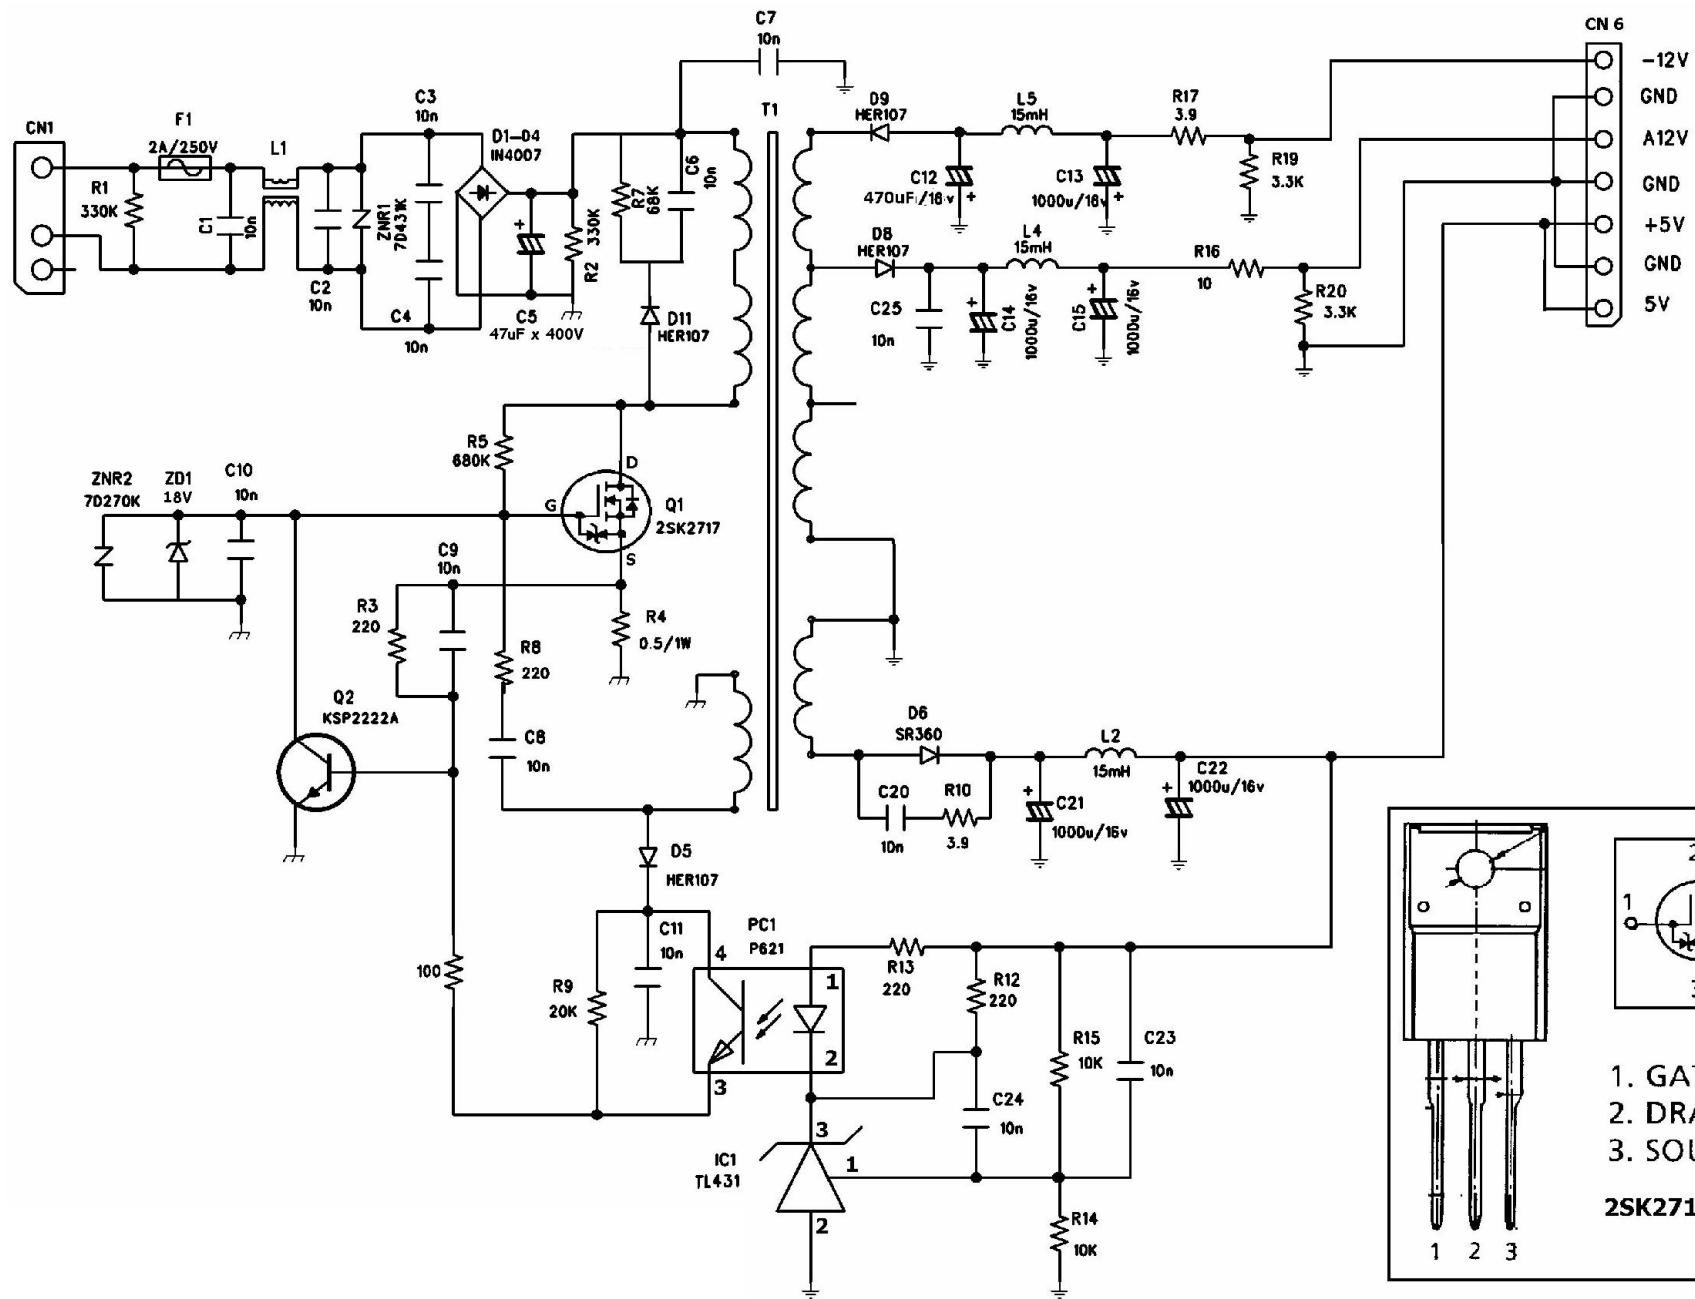 C7
10n
CN 6
-12V
GND
A12V
GND
+5V
GND
5V
CN1
F1
2A/250V
L1
R1
330K
C1
10n
C2
10n
ZNR1
7D431K
C3
10n
C4
10n
D1-D4
IN4007
C5
47uF x 400V
R2
330K
R7
68K
C6
10n
D11
HER107
T1
D9
HER107
L5
15mH
R17
3.9
C12
470uF/16v
C13
1000u/16v
R19
3.3K
D8
HER107
L4
15mH
R16
10
C25
10n
C14
1000u/16v
C15
1000u/16v
R20
3.3K
R5
680K
D
G
S
Q1
2SK2717
ZNR2
7D270K
ZD1
18V
C10
10n
C9
10n
R3
220
R4
0.5/1W
R8
220
Q2
KSP2222A
C8
10n
D6
SR360
L2
15mH
C20
10n
R10
3.9
C21
1000u/16v
C22
1000u/16v
D5
HER107
C11
10n
PC1
P621
4
1
2
3
100
R9
20K
R13
220
R12
220
R15
10K
C23
10n
C24
10n
IC1
TL431
3
1
2
R14
10K
1
1. GAT
2. DRA
3. SOU
2SK271
1 2 3